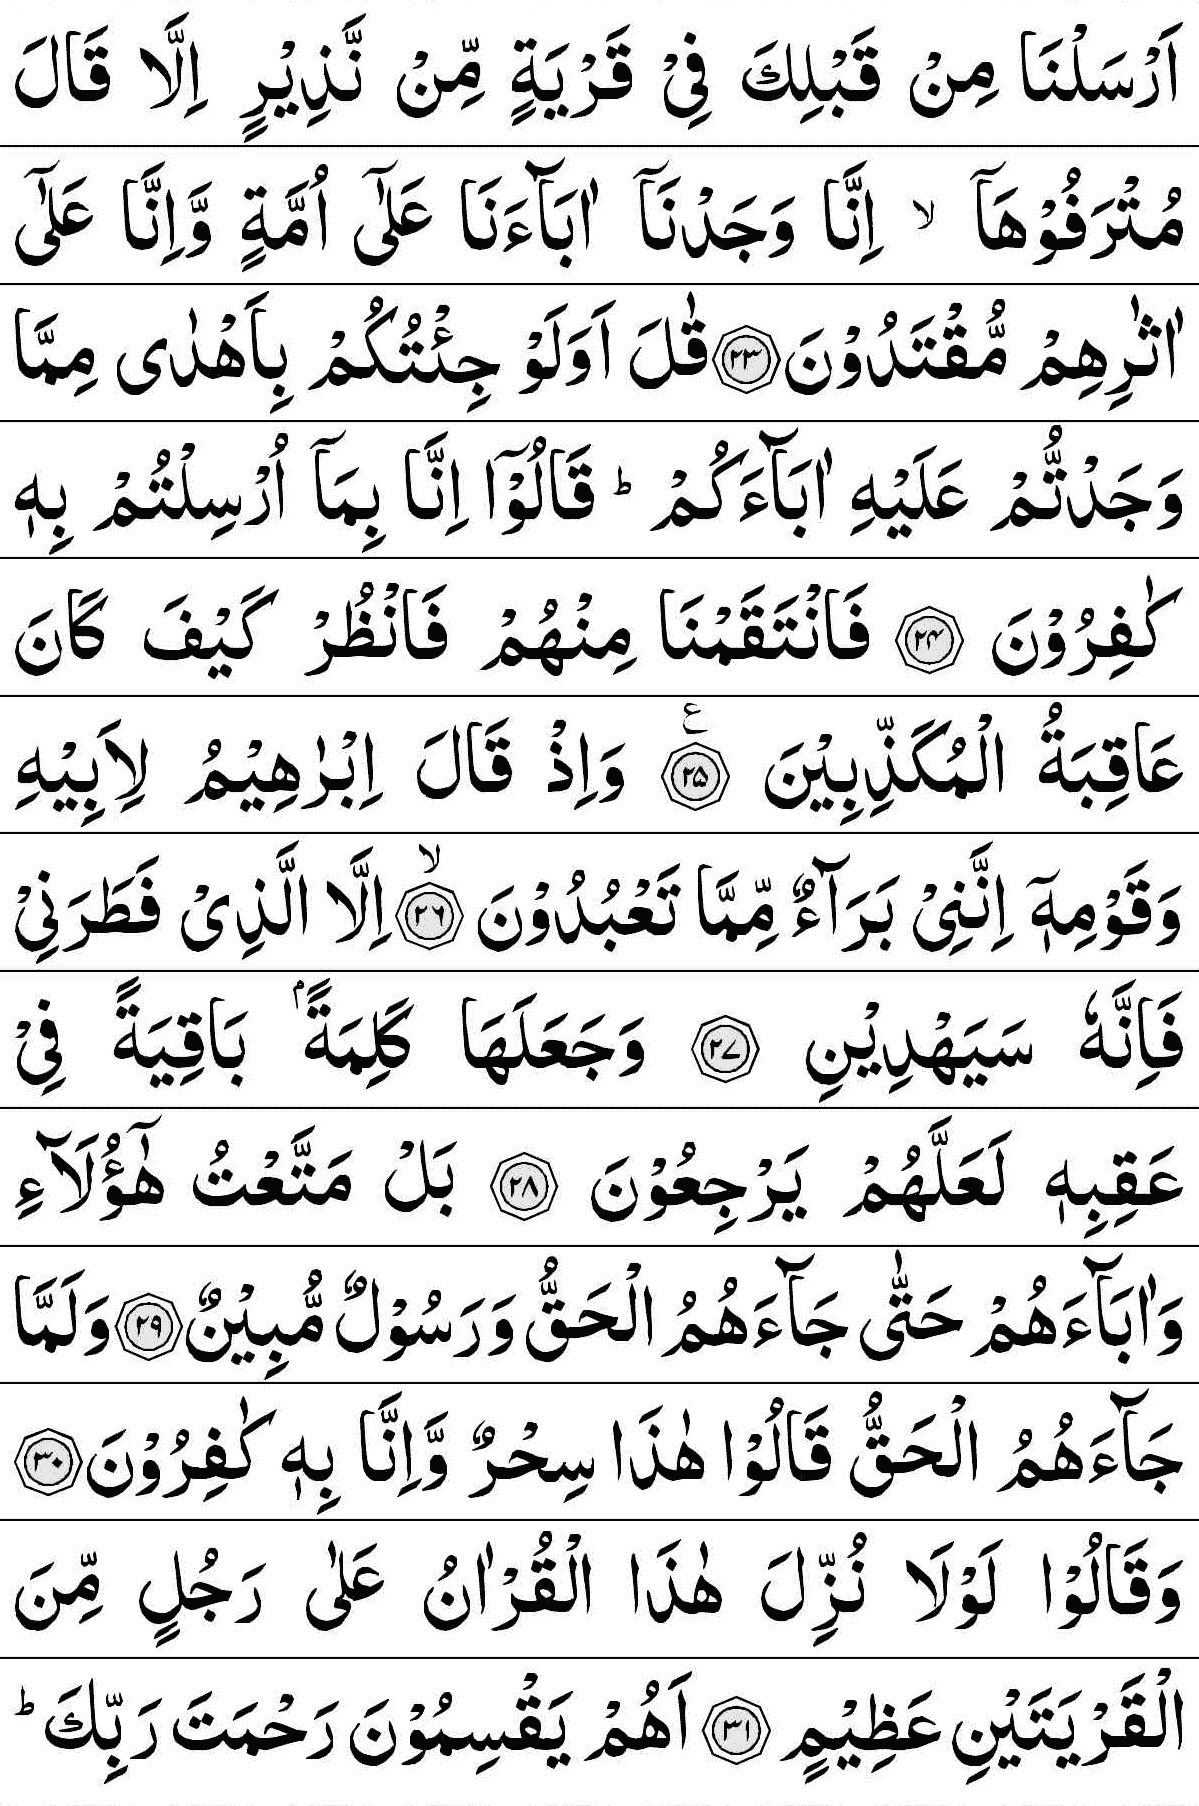 اَرْسَلْنَا مِنْ قَبْلِكَ فِیْ قَرْیَةٍ مِّنْ نَّذِیْرٍ اِلَّا قَالَ
مُتْرَفُوْهَاۤ ۙ اِنَّا وَجَدْنَاۤ اٰبَآءَنَا عَلٰۤی اُمَّةٍ وَّاِنَّا عَلٰۤی
اٰثٰرِهِمْ مُّقْتَدُوْنَ ﴿۲۳﴾ قٰلَ اَوَلَوْ جِئْتُكُمْ بِاَهْدٰی مِمَّا
وَجَدْتُّمْ عَلَیْهِ اٰبَآءَكُمْ ؕ قَالُوْۤا اِنَّا بِمَاۤ اُرْسِلْتُمْ بِهٖ
كٰفِرُوْنَ ﴿۲۴﴾ فَانْتَقَمْنَا مِنْهُمْ فَانْظُرْ كَیْفَ كَانَ
عَاقِبَةُ الْمُكَذِّبِیْنَ ﴿۲۵﴾ ع وَاِذْ قَالَ اِبْرٰهِیْمُ لِاَبِیْهِ
وَقَوْمِهٖۤ اِنَّنِیْ بَرَآءٌ مِّمَّا تَعْبُدُوْنَ ﴿۲۶﴾ ۙ اِلَّا الَّذِیْ فَطَرَنِیْ
فَاِنَّهٗ سَیَهْدِیْنِ ﴿۲۷﴾ وَجَعَلَهَا كَلِمَةًۢ بَاقِیَةً فِیْ
عَقِبِهٖ لَعَلَّهُمْ یَرْجِعُوْنَ ﴿۲۸﴾ بَلْ مَتَّعْتُ هٰۤؤُلَآءِ
وَاٰبَآءَهُمْ حَتّٰی جَآءَهُمُ الْحَقُّ وَرَسُوْلٌ مُّبِیْنٌ ﴿۲۹﴾ وَلَمَّا
جَآءَهُمُ الْحَقُّ قَالُوْا هٰذَا سِحْرٌ وَّاِنَّا بِهٖ كٰفِرُوْنَ ﴿۳۰﴾
وَقَالُوْا لَوْلَا نُزِّلَ هٰذَا الْقُرْاٰنُ عَلٰی رَجُلٍ مِّنَ
الْقَرْیَتَیْنِ عَظِیْمٍ ﴿۳۱﴾ اَهُمْ یَقْسِمُوْنَ رَحْمَتَ رَبِّكَ ؕ